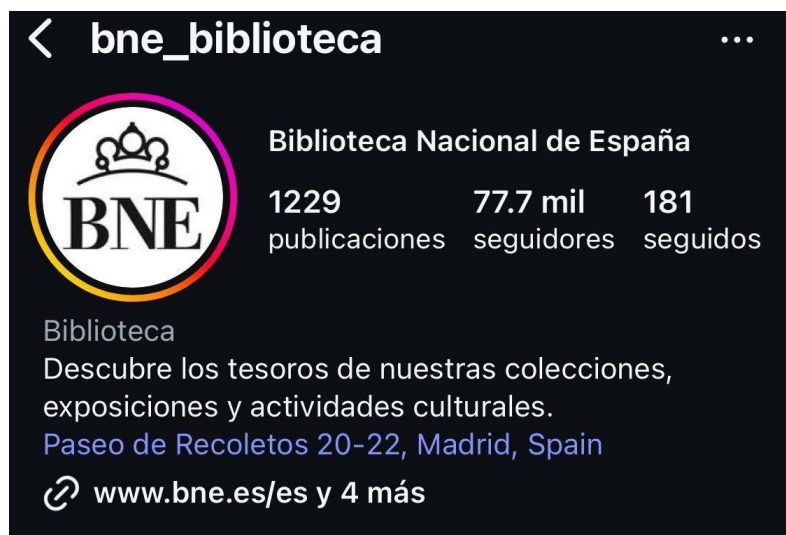 bne_biblioteca
BNE
Biblioteca Nacional de España
1229 77.7 mil 181
publicaciones seguidores seguidos
Biblioteca
Descubre los tesoros de nuestras colecciones,
exposiciones y actividades culturales.
Paseo de Recoletos 20-22, Madrid, Spain
www.bne.es/es y 4 más